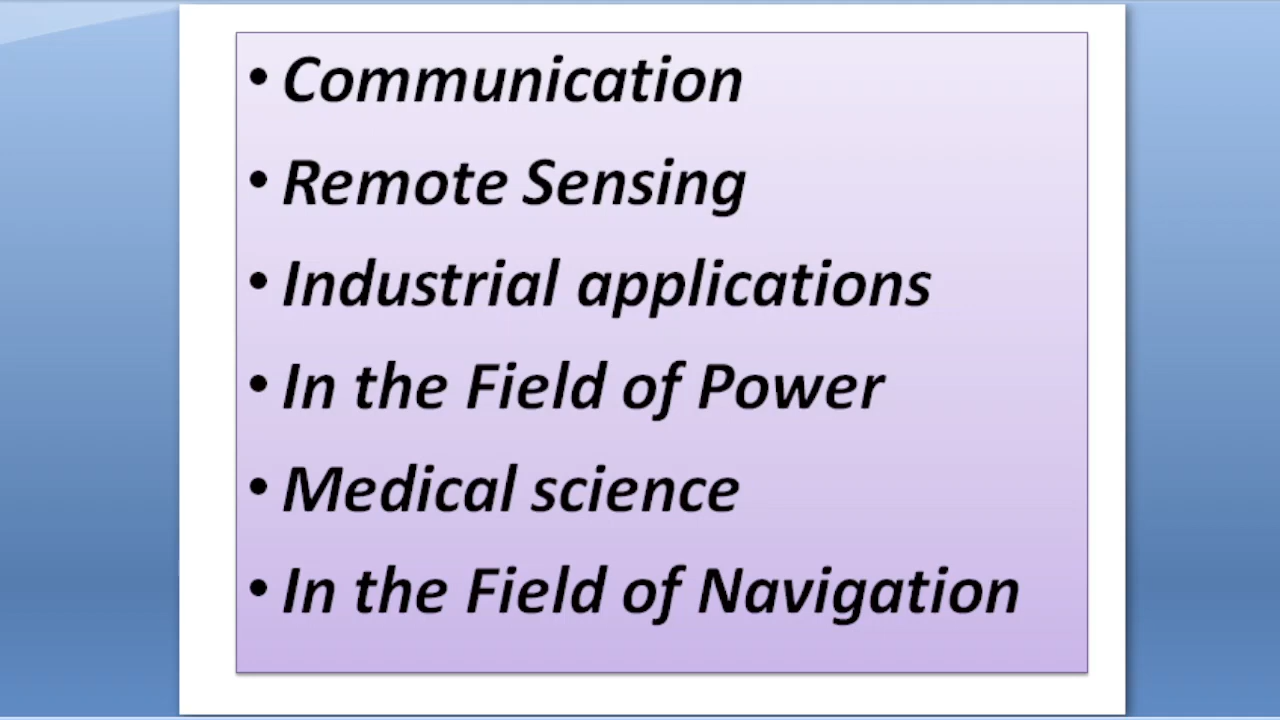 • Communication
• Remote Sensing
• Industrial applications
• In the Field of Power
• Medical science
• In the Field of Navigation